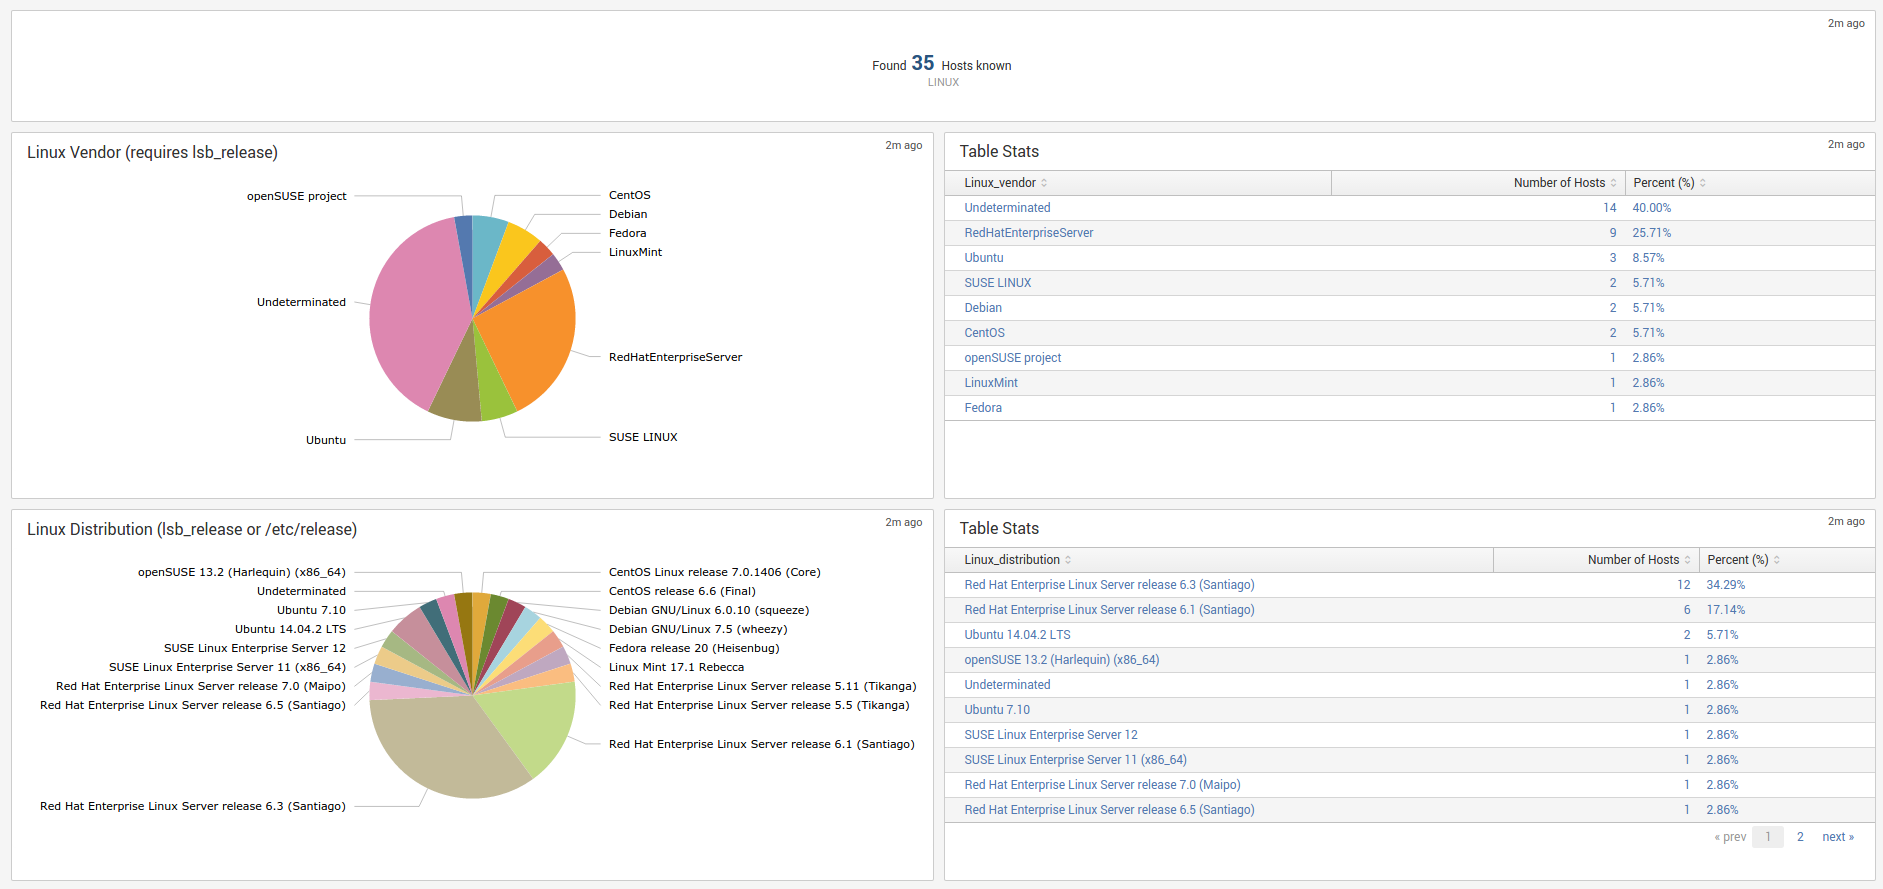 2m ago
Found 35 Hosts known
LINUX
Linux Vendor (requires lsb_release)
2m ago
openSUSE project
CentOS
Debian
Fedora
LinuxMint
Undeterminated
RedHatEnterpriseServer
Ubuntu
SUSE LINUX
Table Stats
2m ago
Linux_vendor Number of Hosts Percent (%)
Undeterminated 14 40.00%
RedHatEnterpriseServer 9 25.71%
Ubuntu 3 8.57%
SUSE LINUX 2 5.71%
Debian 2 5.71%
CentOS 2 5.71%
openSUSE project 1 2.86%
LinuxMint 1 2.86%
Fedora 1 2.86%
Linux Distribution (lsb_release or /etc/release)
2m ago
openSUSE 13.2 (Harlequin) (x86_64)
Undeterminated
Ubuntu 7.10
Ubuntu 14.04.2 LTS
SUSE Linux Enterprise Server 12
SUSE Linux Enterprise Server 11 (x86_64)
Red Hat Enterprise Linux Server release 7.0 (Maipo)
Red Hat Enterprise Linux Server release 6.5 (Santiago)
Red Hat Enterprise Linux Server release 6.3 (Santiago)
CentOS Linux release 7.0.1406 (Core)
CentOS release 6.6 (Final)
Debian GNU/Linux 6.0.10 (squeeze)
Debian GNU/Linux 7.5 (wheezy)
Fedora release 20 (Heisenbug)
Linux Mint 17.1 Rebecca
Red Hat Enterprise Linux Server release 5.11 (Tikanga)
Red Hat Enterprise Linux Server release 5.5 (Tikanga)
Red Hat Enterprise Linux Server release 6.1 (Santiago)
Table Stats
2m ago
Linux_distribution Number of Hosts Percent (%)
Red Hat Enterprise Linux Server release 6.3 (Santiago) 12 34.29%
Red Hat Enterprise Linux Server release 6.1 (Santiago) 6 17.14%
Ubuntu 14.04.2 LTS 2 5.71%
openSUSE 13.2 (Harlequin) (x86_64) 1 2.86%
Undeterminated 1 2.86%
Ubuntu 7.10 1 2.86%
SUSE Linux Enterprise Server 12 1 2.86%
SUSE Linux Enterprise Server 11 (x86_64) 1 2.86%
Red Hat Enterprise Linux Server release 7.0 (Maipo) 1 2.86%
Red Hat Enterprise Linux Server release 6.5 (Santiago) 1 2.86%
« prev 1 2 next »